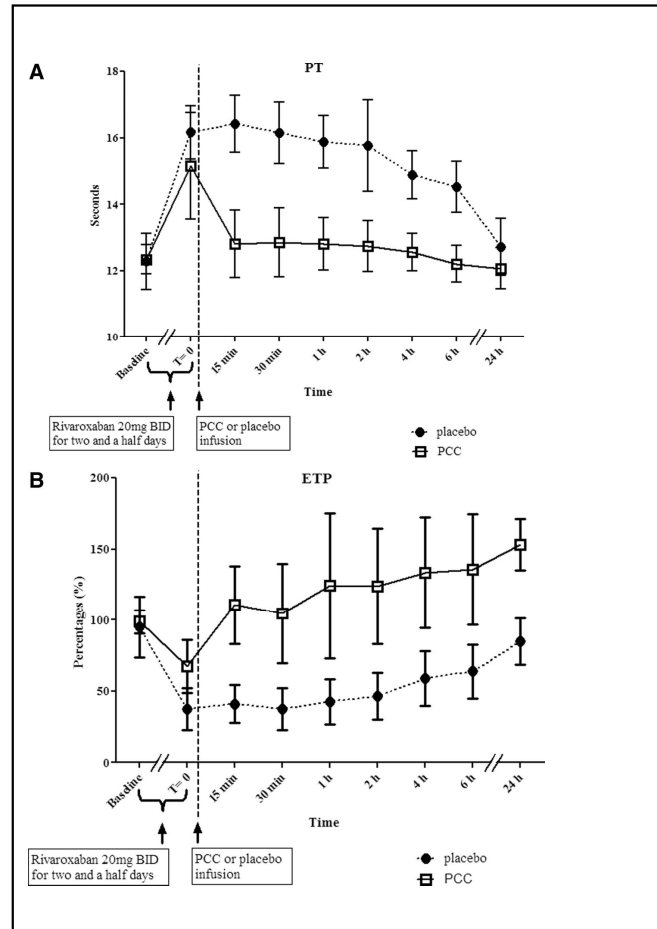 A
PT
18
16
14
12
10
Seconds
Baseline
T= 0
15 min
30 min
1 h
2 h
4 h
6 h
24 h
Time
Rivaroxaban 20mg BID
for two and a half days
PCC or placebo
infusion
placebo
PCC
B
ETP
200
150
100
50
0
Percentages (%)
Baseline
T= 0
15 min
30 min
1 h
2 h
4 h
6 h
24 h
Time
Rivaroxaban 20mg BID
for two and a half days
PCC or placebo
infusion
placebo
PCC